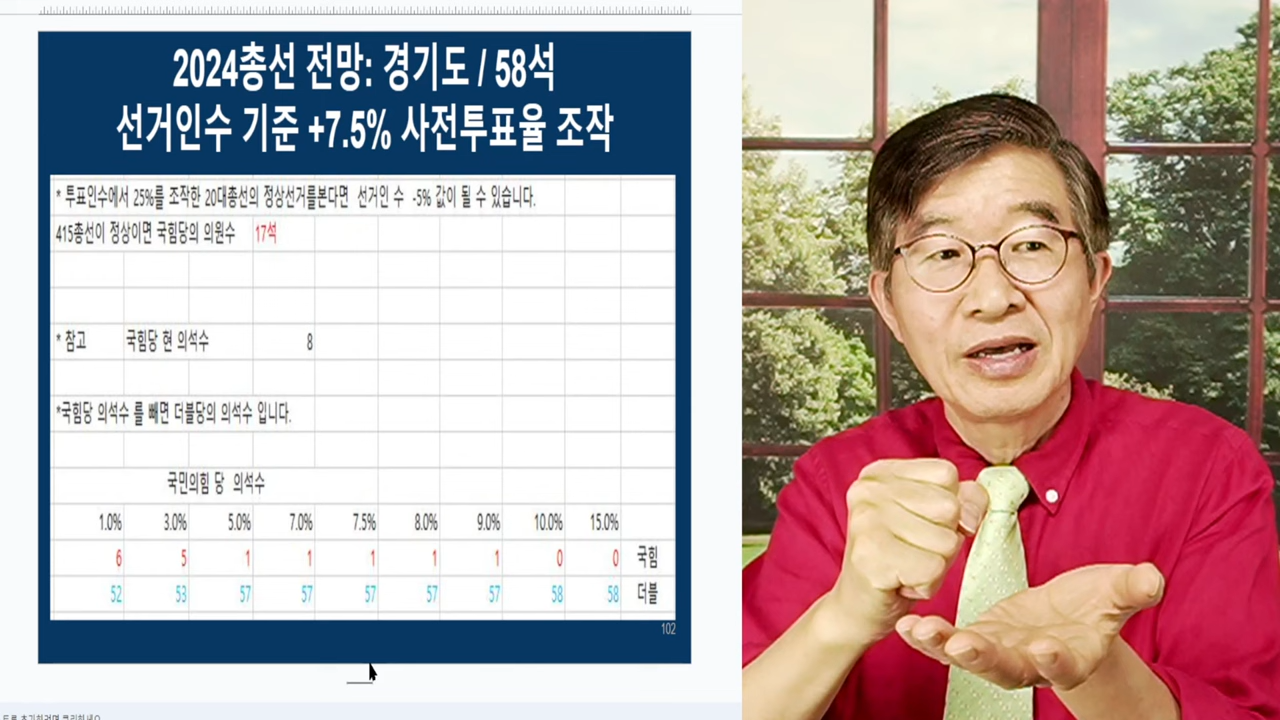 2024총선 전망: 경기도 / 58석
선거인수 기준 +7.5% 사전투표율 조작
* 투표인수에서 25%를 조작한 20대총선의 정상선거를본다면 선거인 수 -5% 값이 될 수 있습니다.
415총선이 정상이면 국힘당의 의원수 17석
* 참고 국힘당 현 의석수 8
*국힘당 의석수 를 빼면 더블당의 의석수 입니다.
국민의힘 당 의석수
1.0% 3.0% 5.0% 7.0% 7.5% 8.0% 9.0% 10.0% 15.0%
6 5 1 1 1 1 1 0 0 국힘
52 53 57 57 57 57 57 58 58 더블
102